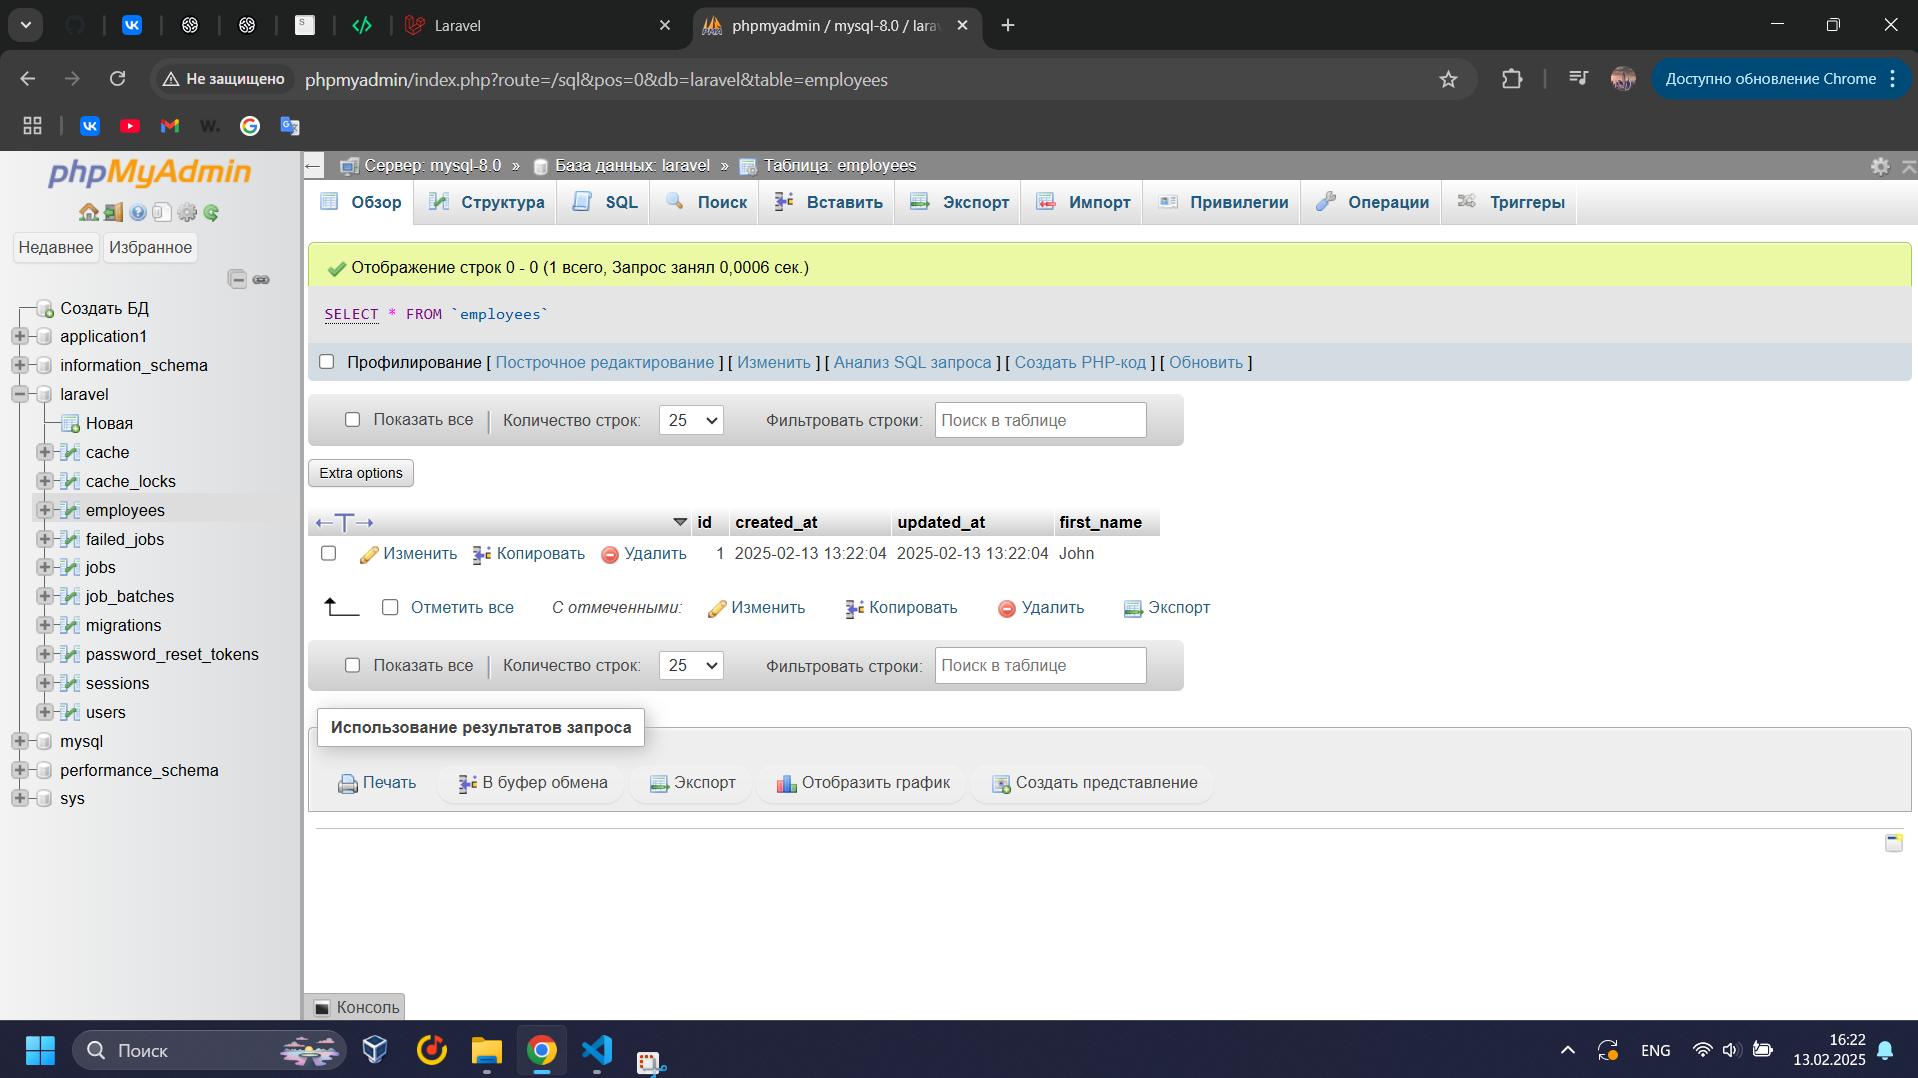 Laravel
phpmyadmin / mysql-8.0 / lara
Не защищено
phpmyadmin/index.php?route=/sql&pos=0&db=laravel&table=employees
Доступно обновление Chrome
phpMyAdmin
Недавнее
Избранное
Создать БД
application1
information_schema
laravel
Новая
cache
cache_locks
employees
failed_jobs
jobs
job_batches
migrations
password_reset_tokens
sessions
users
mysql
performance_schema
sys
Сервер: mysql-8.0 » База данных: laravel » Таблица: employees
Обзор Структура SQL Поиск Вставить Экспорт Импорт Привилегии Операции Триггеры
Отображение строк 0 - 0 (1 всего, Запрос занял 0,0006 сек.)
SELECT * FROM `employees`
Профилирование [ Построчное редактирование ] [ Изменить ] [ Анализ SQL запроса ] [ Создать PHP-код ] [ Обновить ]
Показать все Количество строк: 25 Фильтровать строки: Поиск в таблице
Extra options
id created_at updated_at first_name
Изменить Копировать Удалить 1 2025-02-13 13:22:04 2025-02-13 13:22:04 John
Отметить все С отмеченными: Изменить Копировать Удалить Экспорт
Показать все Количество строк: 25 Фильтровать строки: Поиск в таблице
Использование результатов запроса
Печать В буфер обмена Экспорт Отобразить график Создать представление
Консоль
Поиск
ENG
16:22
13.02.2025